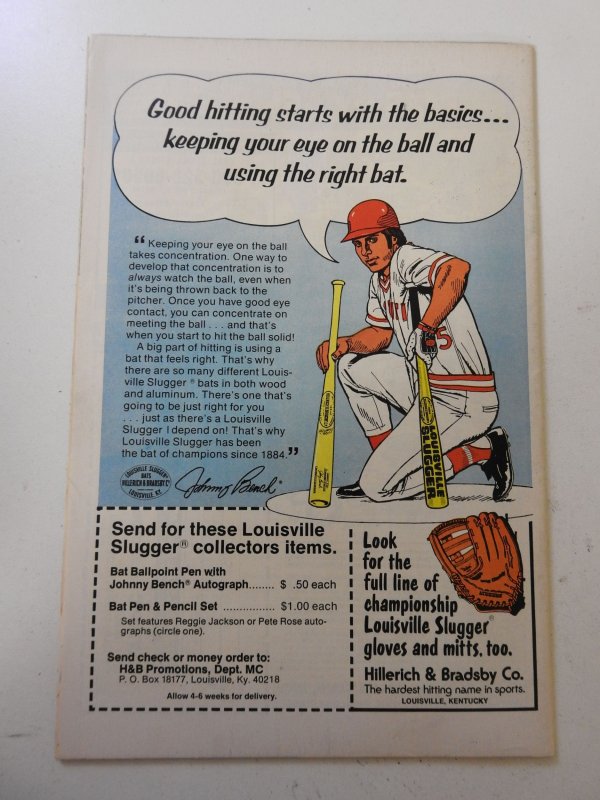 Good hitting starts with the basics...
keeping your eye on the ball and
using the right bat.
“Keeping your eye on the ball
takes concentration. One way to
develop that concentration is to
always watch the ball, even when
it's being thrown back to the
pitcher. Once you have good eye
contact, you can concentrate on
meeting the ball . . . and that's
when you start to hit the ball solid!
A big part of hitting is using a
bat that feels right. That's why
there are so many different Louis-
ville Slugger® bats in both wood
and aluminum. There's one that's
going to be just right for you
. . . just as there's a Louisville
Slugger I depend on! That's why
Louisville Slugger has been
the bat of champions since 1884.”
LOUISVILLE SLUGGER
BATS
HILLERICH & BRADSBY Co
LOUISVILLE, KY.
Johnny Bench®
5
LOUISVILLE
SLUGGER
Send for these Louisville
Slugger® collectors items.
Bat Ballpoint Pen with
Johnny Bench® Autograph........ $ .50 each
Bat Pen & Pencil Set ................ $1.00 each
Set features Reggie Jackson or Pete Rose auto-
graphs (circle one).
Send check or money order to:
H&B Promotions, Dept. MC
P. O. Box 18177, Louisville, Ky. 40218
Allow 4-6 weeks for delivery.
Look
for the
full line of
championship
Louisville Slugger®
gloves and mitts, too.
Hillerich & Bradsby Co.
The hardest hitting name in sports.
LOUISVILLE, KENTUCKY